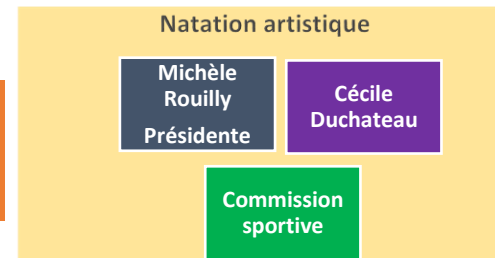 Natation artistique
Michèle
Rouilly
Présidente
Cécile
Duchateau
Commission
sportive